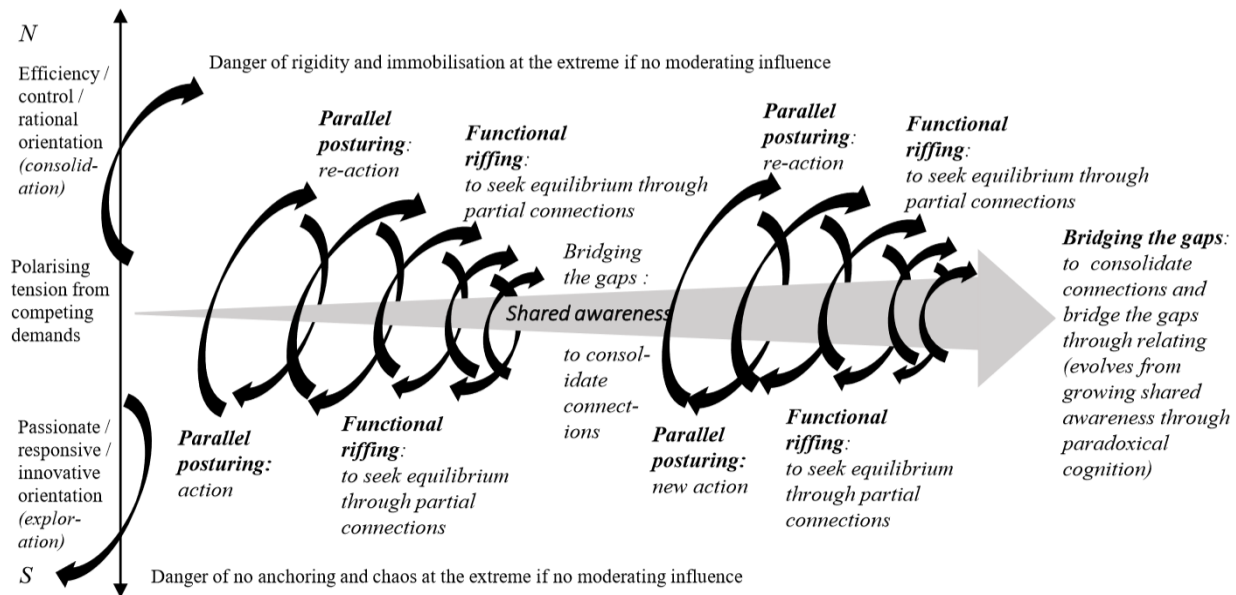 N
Efficiency /
control /
rational
orientation
(consolid-
ation)
Danger of rigidity and immobilisation at the extreme if no moderating influence
Parallel
posturing:
re-action
Functional
riffing:
to seek equilibrium through
partial connections
Parallel
posturing:
re-action
Functional
riffing:
to seek equilibrium through
partial connections
Polarising
tension from
competing
demands
Bridging
the gaps :
Shared awareness
to consol-
idate
connect-
ions
Bridging the gaps:
to consolidate
connections and
bridge the gaps
through relating
(evolves from
growing shared
awareness through
paradoxical
cognition)
Passionate /
responsive /
innovative
orientation
(explor-
ation)
S
Parallel
posturing:
action
Functional
riffing:
to seek equilibrium
through partial
connections
Parallel
posturing:
new action
Functional
riffing:
to seek equilibrium
through partial
connections
Danger of no anchoring and chaos at the extreme if no moderating influence